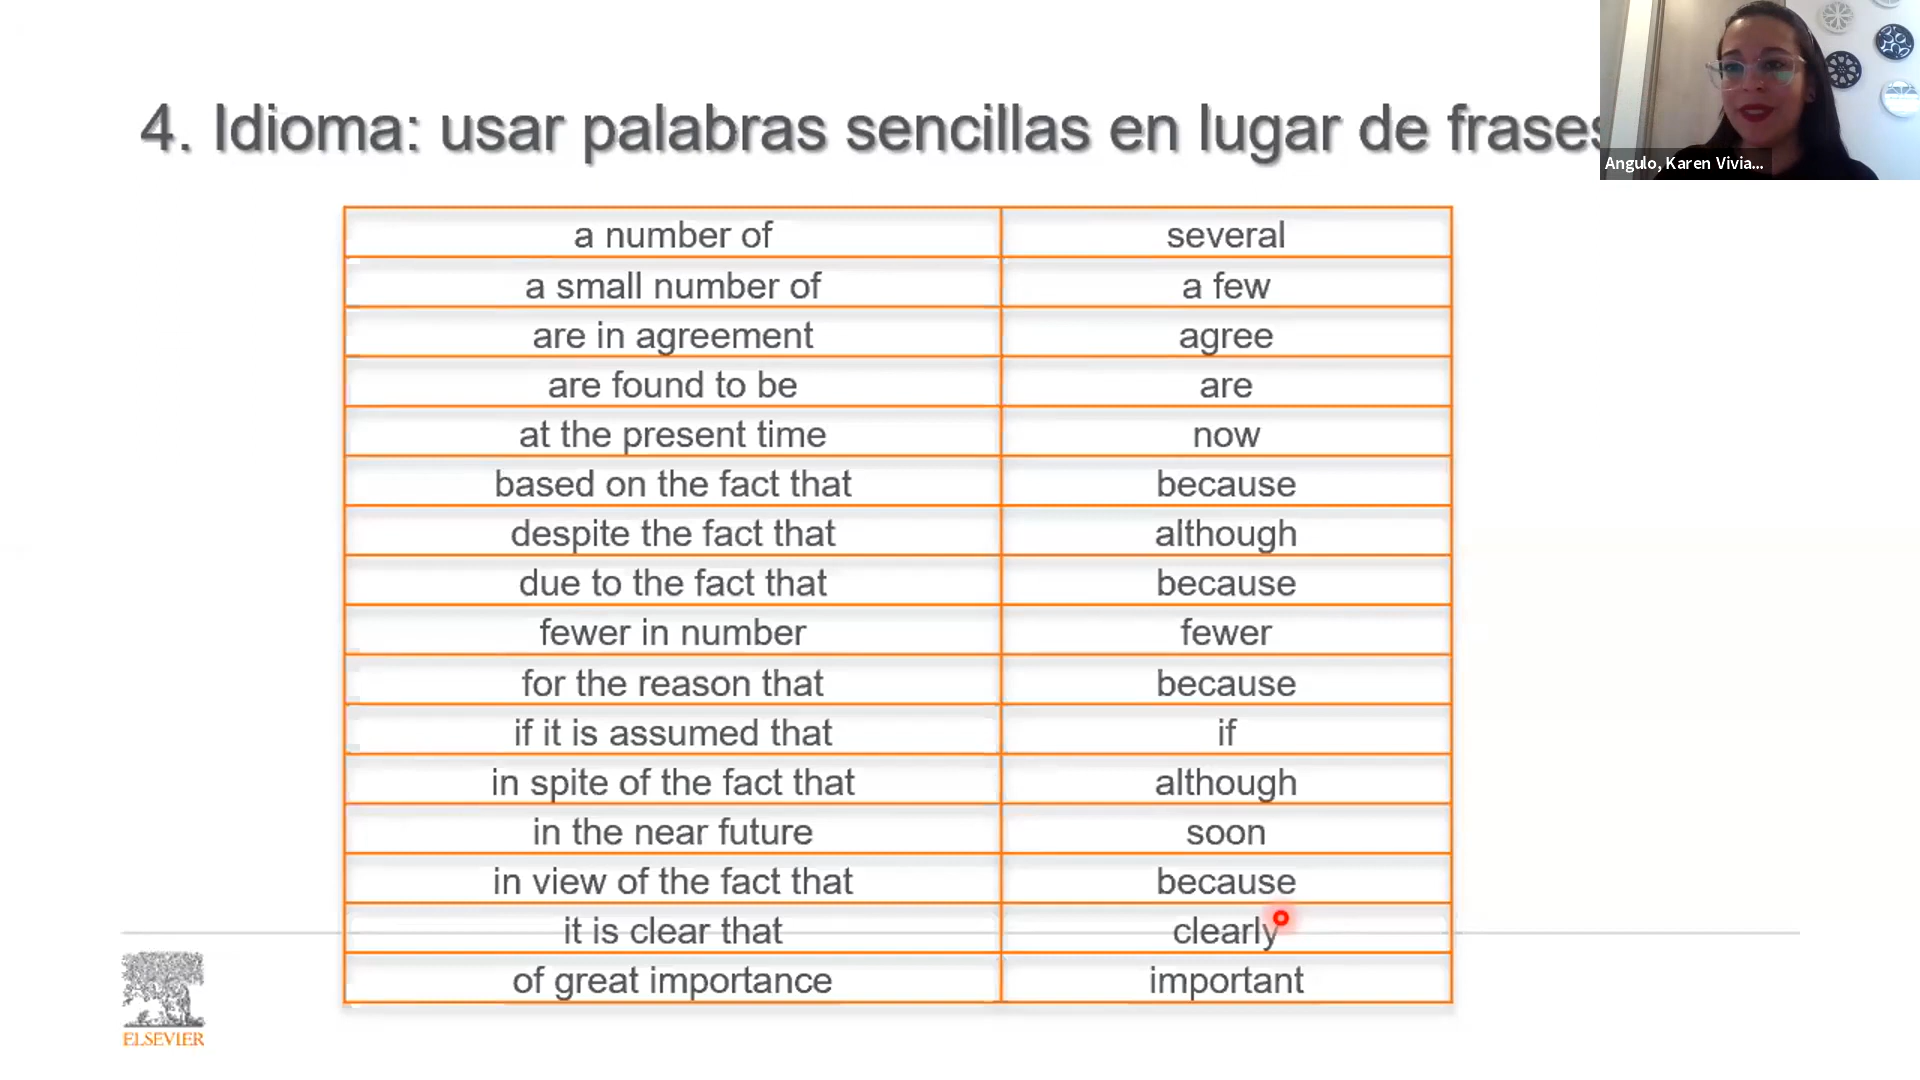 4. Idioma: usar palabras sencillas en lugar de frases
Angulo, Karen Vivia...
a number of several
a small number of a few
are in agreement agree
are found to be are
at the present time now
based on the fact that because
despite the fact that although
due to the fact that because
fewer in number fewer
for the reason that because
if it is assumed that if
in spite of the fact that although
in the near future soon
in view of the fact that because
it is clear that clearly
of great importance important
ELSEVIER